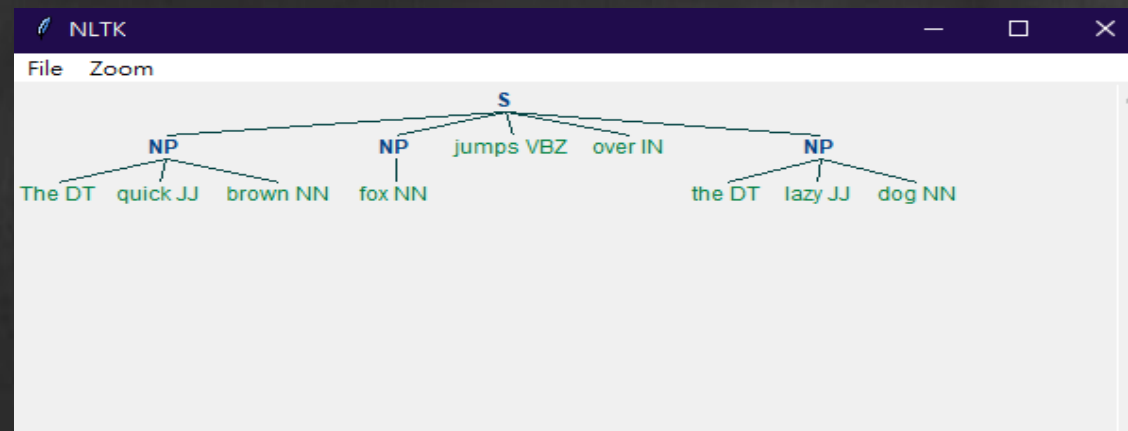 NLTK
File Zoom
S
NP NP jumps VBZ over IN NP
The DT quick JJ brown NN fox NN the DT lazy JJ dog NN